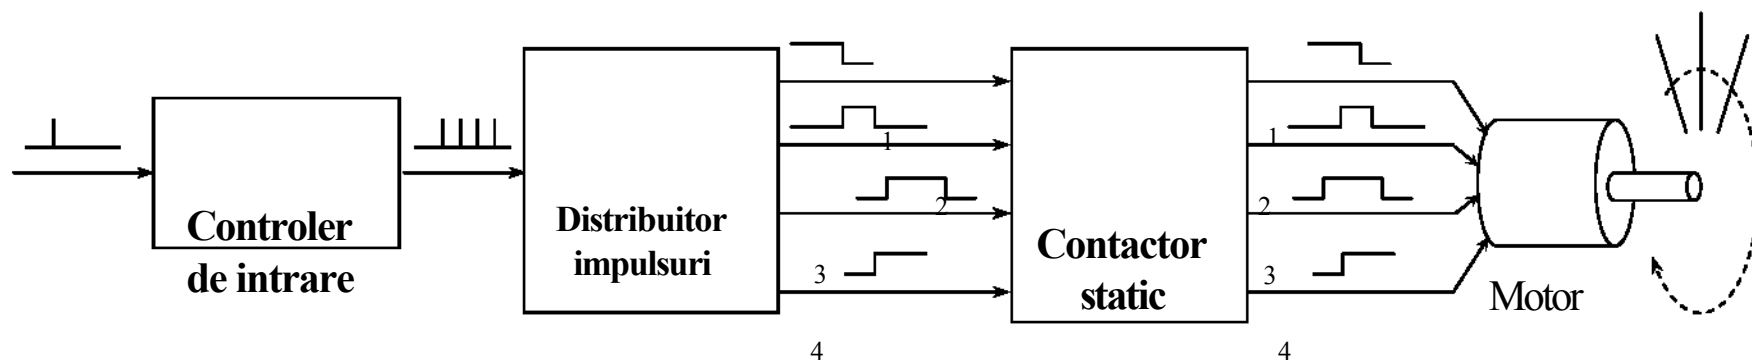 Controler
de intrare
Distribuitor
impulsuri
1
2
3
4
Contactor
static
1
2
3
4
Motor